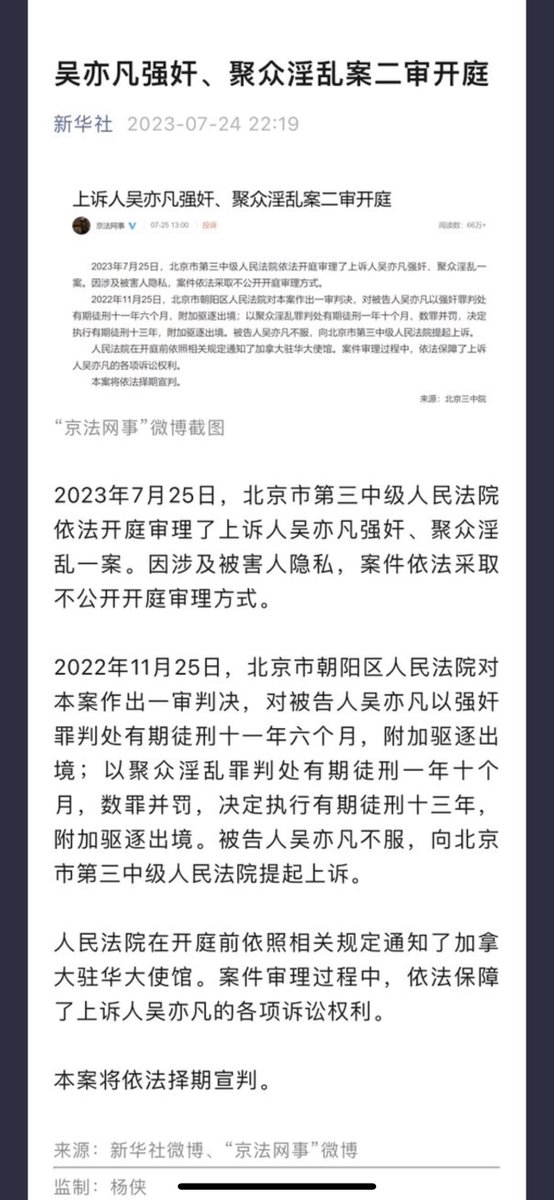 吴亦凡强奸、聚众淫乱案二审开庭
新华社 2023-07-24 22:19
上诉人吴亦凡强奸、聚众淫乱案二审开庭
京法网事 07-25 13:00 投诉 阅读数：66万+
2023年7月25日，北京市第三中级人民法院依法开庭审理了上诉人吴亦凡强奸、聚众淫乱一
案。因涉及被害人隐私，案件依法采取不公开开庭审理方式。
2022年11月25日，北京市朝阳区人民法院对本案作出一审判决，对被告人吴亦凡以强奸罪判处
有期徒刑十一年六个月，附加驱逐出境；以聚众淫乱罪判处有期徒刑一年十个月，数罪并罚，决定
执行有期徒刑十三年，附加驱逐出境。被告人吴亦凡不服，向北京市第三中级人民法院提起上诉。
人民法院在开庭前依照相关规定通知了加拿大驻华大使馆。案件审理过程中，依法保障了上诉
人吴亦凡的各项诉讼权利。
本案将依法择期宣判。
来源：北京三中院
“京法网事”微博截图
2023年7月25日，北京市第三中级人民法院
依法开庭审理了上诉人吴亦凡强奸、聚众淫
乱一案。因涉及被害人隐私，案件依法采取
不公开开庭审理方式。
2022年11月25日，北京市朝阳区人民法院对
本案作出一审判决，对被告人吴亦凡以强奸
罪判处有期徒刑十一年六个月，附加驱逐出
境；以聚众淫乱罪判处有期徒刑一年十个
月，数罪并罚，决定执行有期徒刑十三年，
附加驱逐出境。被告人吴亦凡不服，向北京
市第三中级人民法院提起上诉。
人民法院在开庭前依照相关规定通知了加拿
大驻华大使馆。案件审理过程中，依法保障
了上诉人吴亦凡的各项诉讼权利。
本案将依法择期宣判。
来源：新华社微博、“京法网事”微博
监制：杨侠